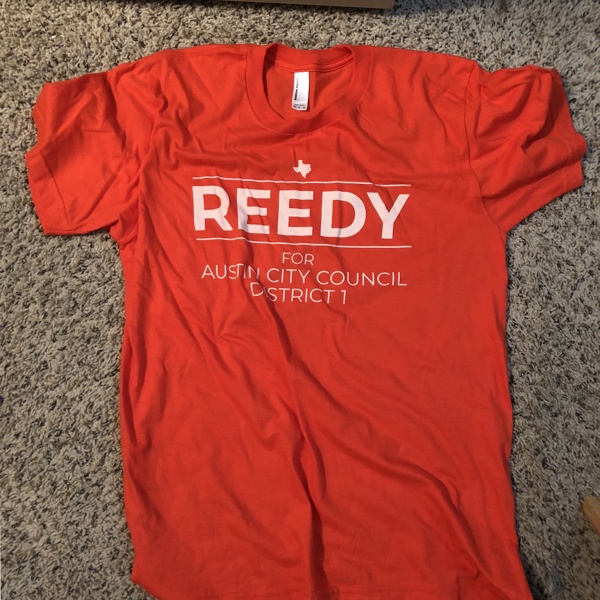 REEDY
FOR
AUSTIN CITY COUNCIL
DISTRICT 1